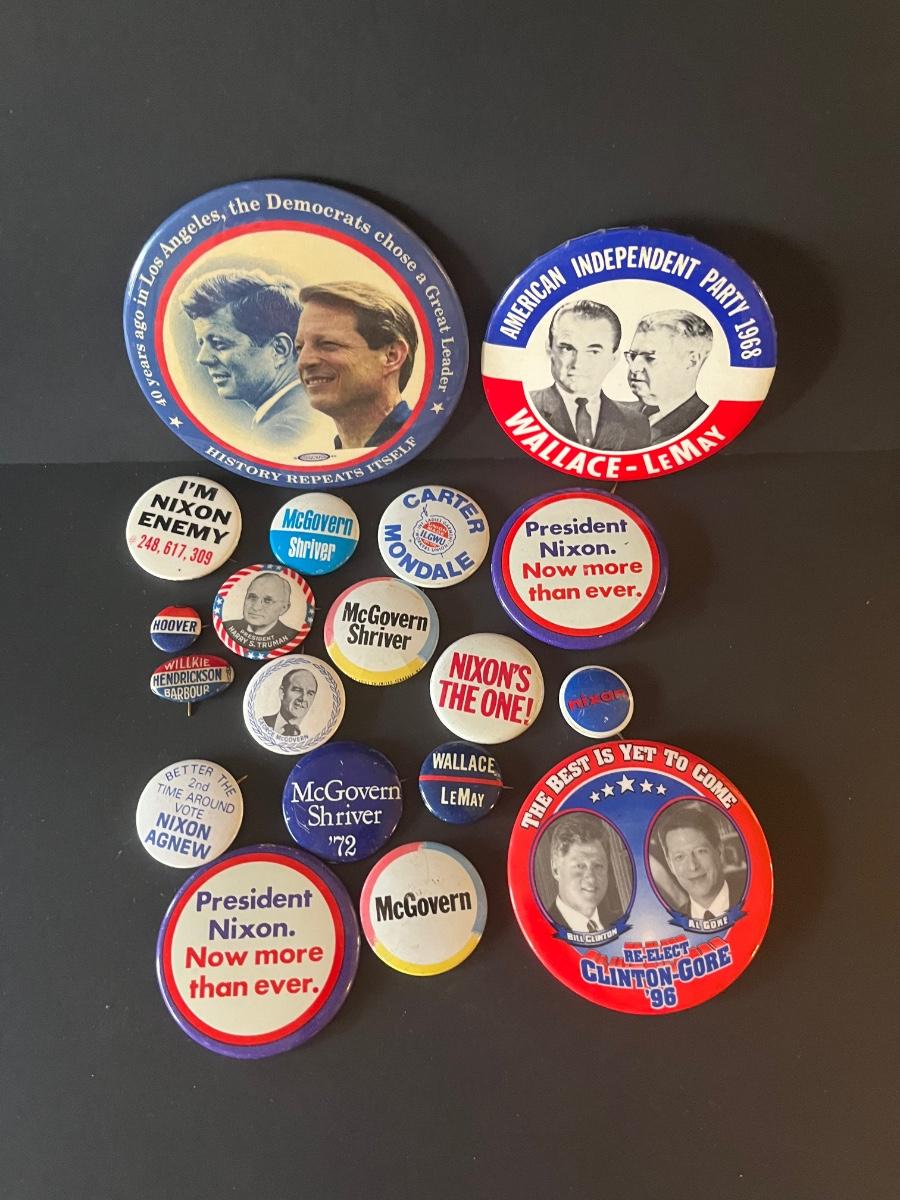 40 years ago in Los Angeles, the Democrats chose a Great Leader
HISTORY REPEATS ITSELF
AMERICAN INDEPENDENT PARTY 1968
WALLACE - LEMAY
I'M
NIXON
ENEMY
# 248,617,309
McGovern
Shriver
CARTER
ILGWU
MONDALE
President
Nixon.
Now more
than ever.
HOOVER
PRESIDENT
HARRY S. TRUMAN
McGovern
Shriver
WILLKIE
HENDRICKSON
BARBOUR
GEORGE McGOVERN
NIXON'S
THE ONE!
nixon
BETTER THE
2nd
TIME AROUND
VOTE
NIXON
AGNEW
McGovern
Shriver
'72
WALLACE
LEMAY
THE BEST IS YET TO COME
BILL CLINTON
AL GORE
RE-ELECT
CLINTON-GORE
'96
President
Nixon.
Now more
than ever.
McGovern